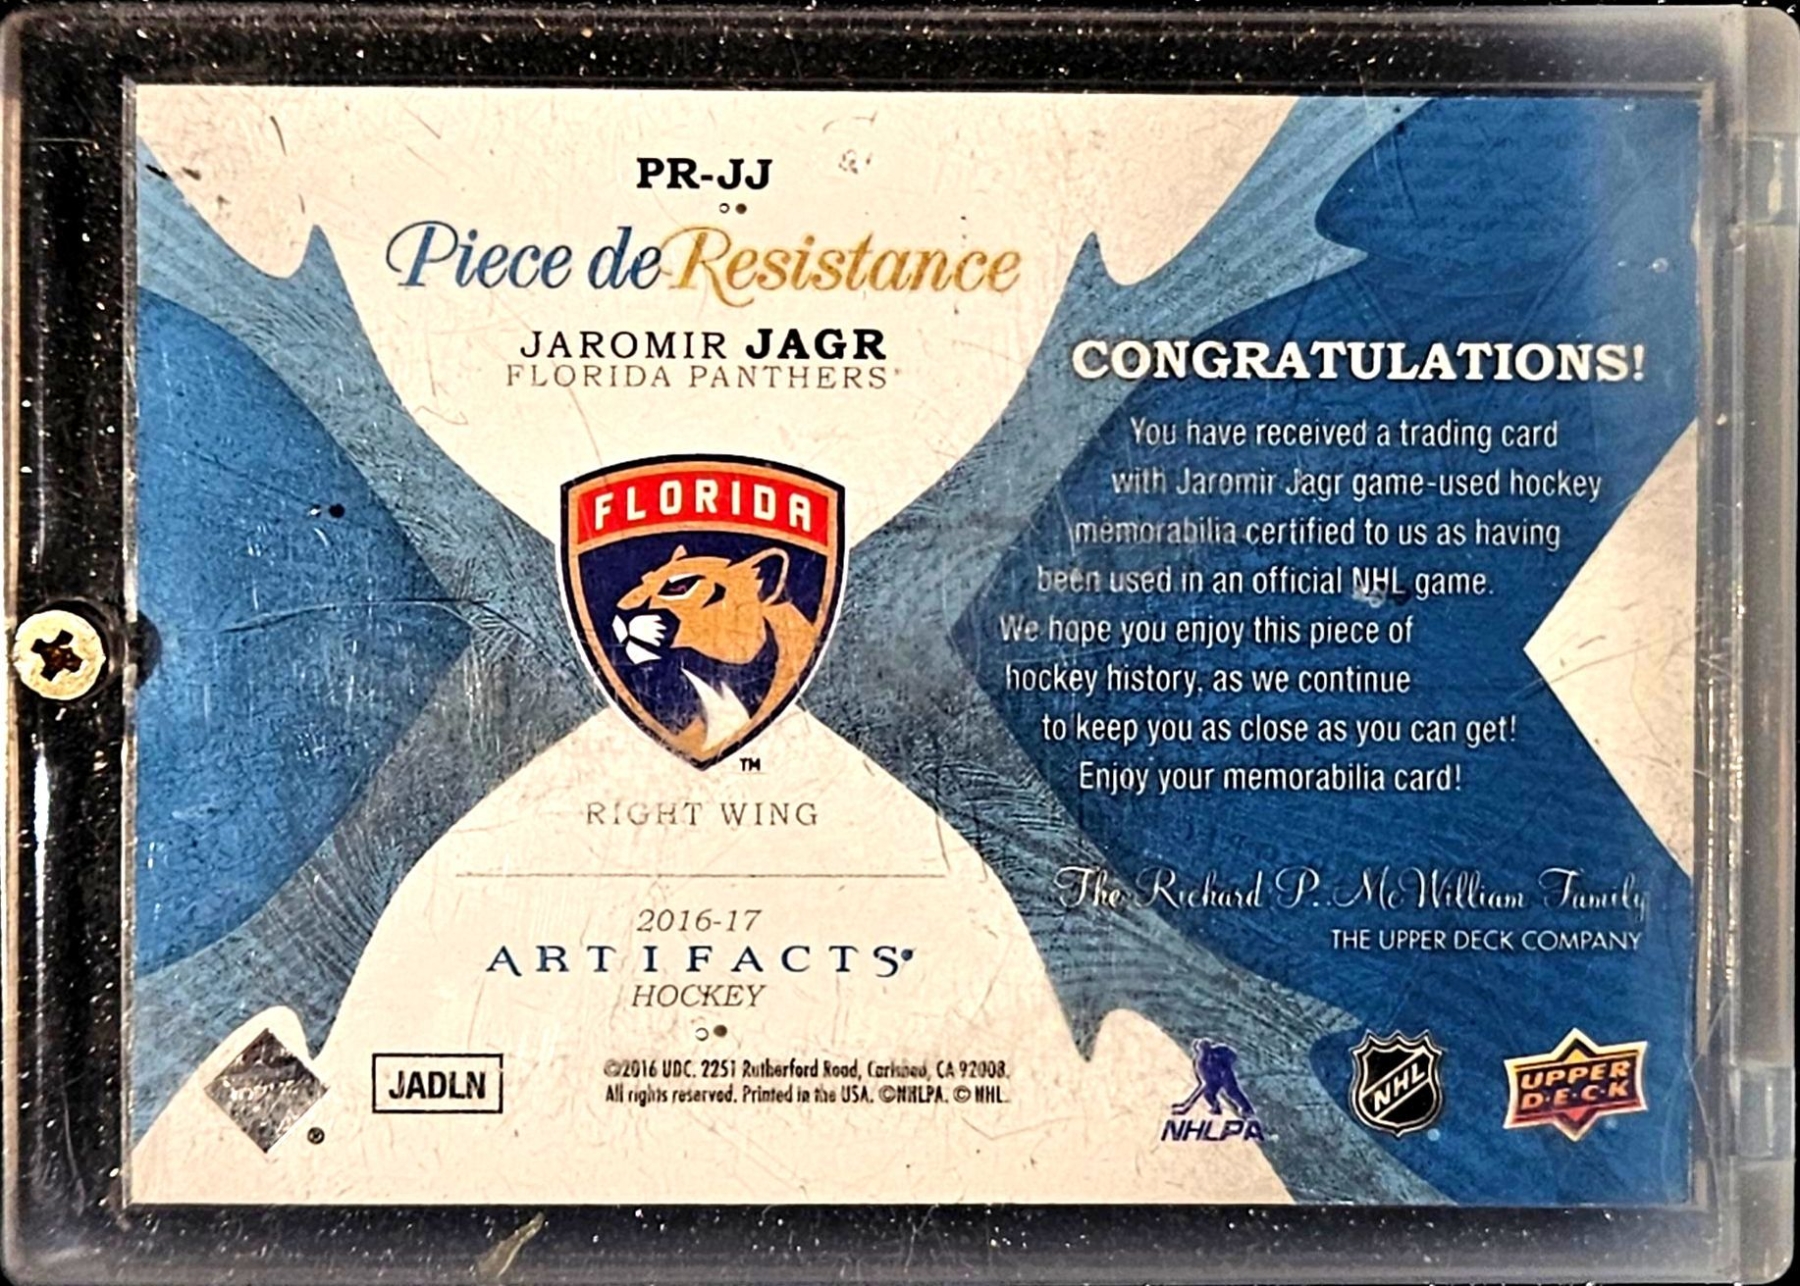 PR-JJ
Piece de Resistance
JAROMIR JAGR
FLORIDA PANTHERS
FLORIDA
TM
RIGHT WING
2016-17
ARTIFACTS
HOCKEY
CONGRATULATIONS!
You have received a trading card
with Jaromir Jagr game-used hockey
memorabilia certified to us as having
been used in an official NHL game.
We hope you enjoy this piece of
hockey history, as we continue
to keep you as close as you can get!
Enjoy your memorabilia card!
The Richard P. McWilliam Family
THE UPPER DECK COMPANY
®
JADLN
©2016 UDC. 2251 Rutherford Road, Carlsbad, CA 92008.
All rights reserved. Printed in the USA. ©NHLPA. © NHL.
NHLPA
NHL
UPPER
D·E·C·K